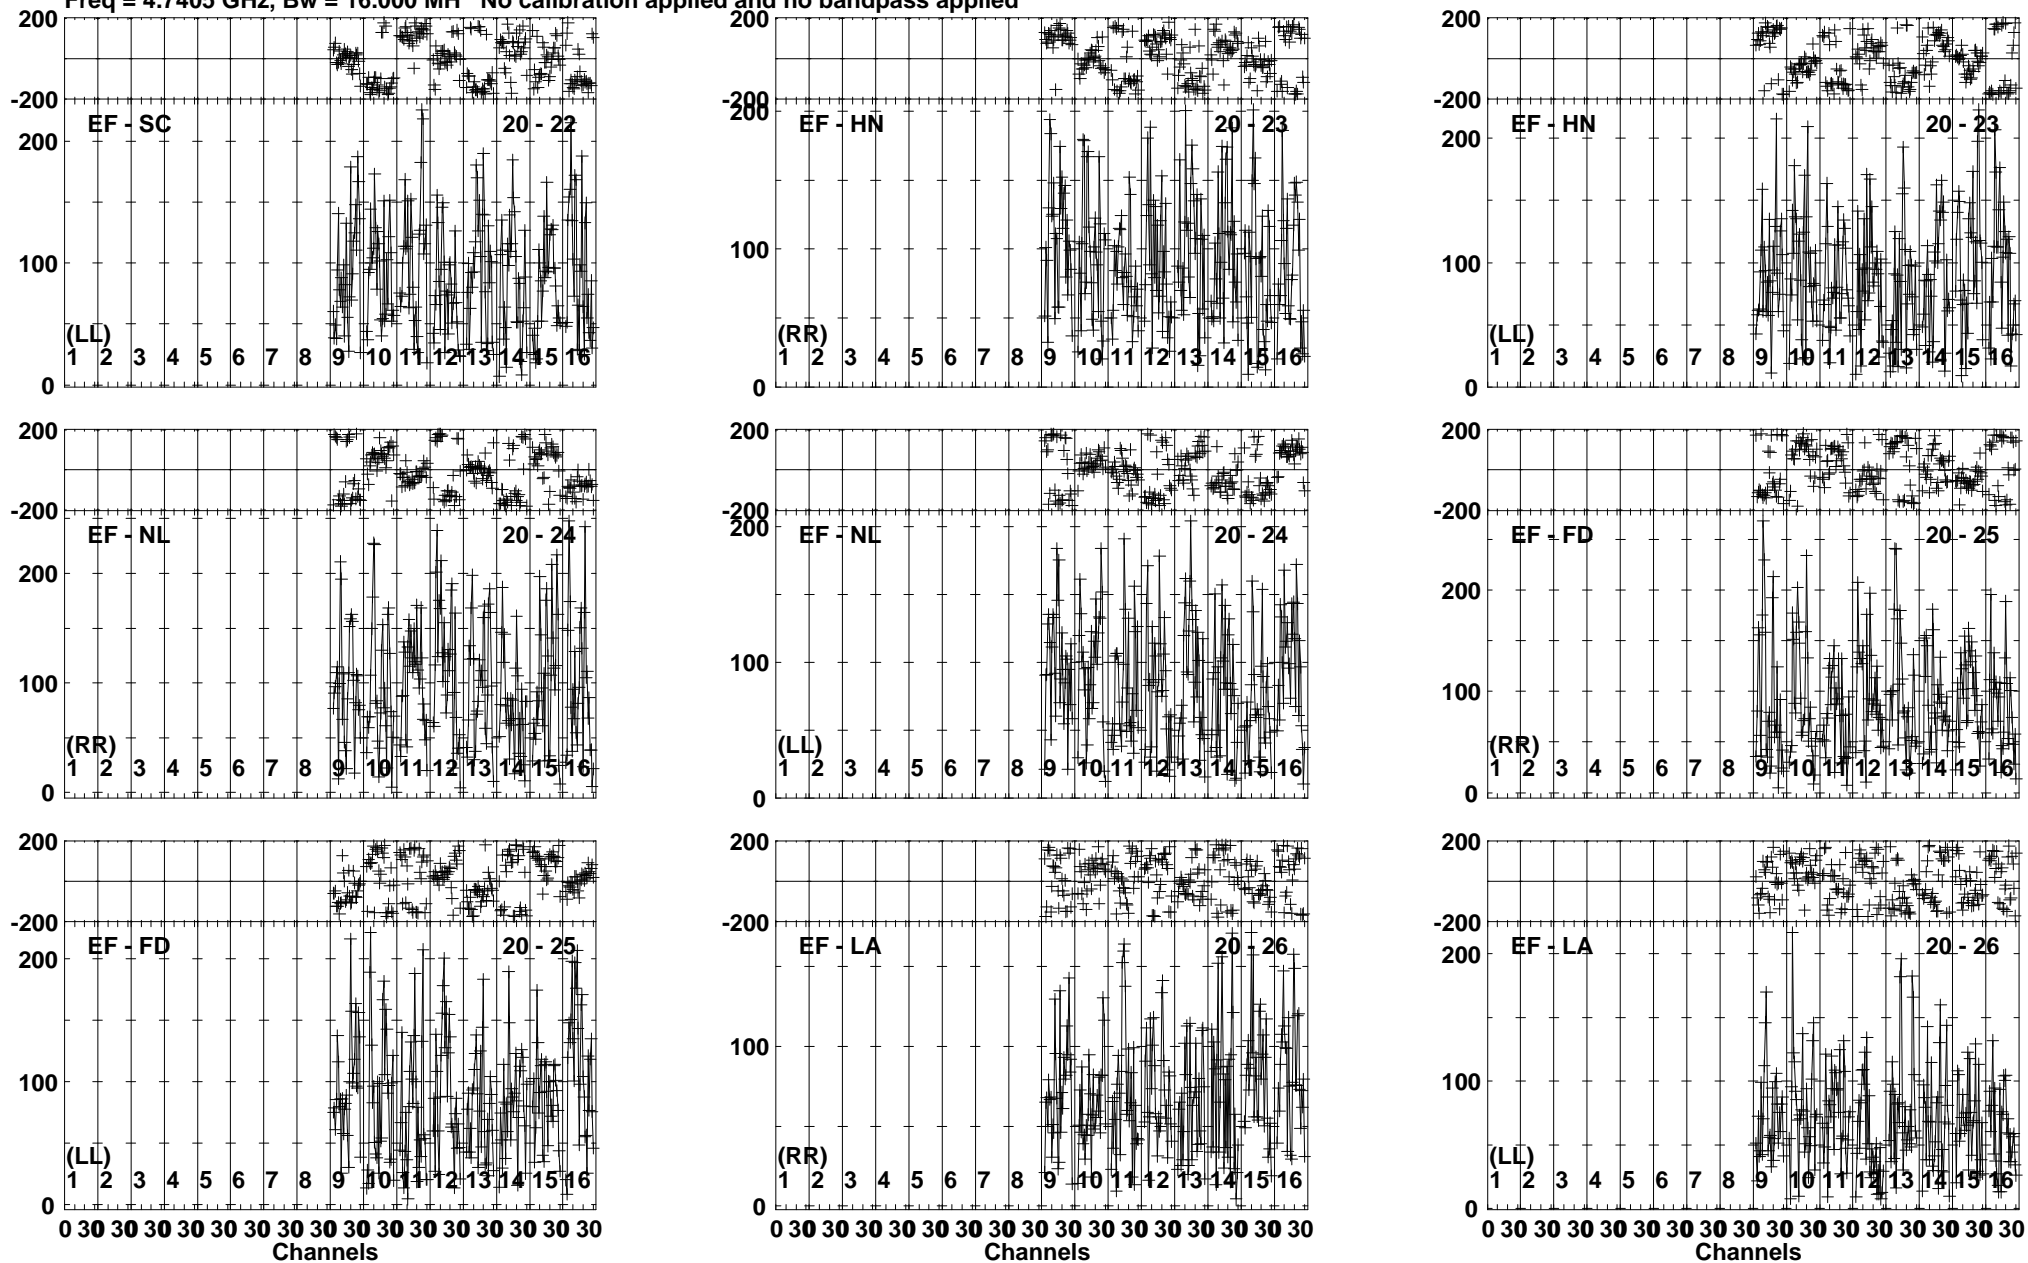 Freq = 4.7405 GHz, Bw = 16.000 MH No calibration applied and no bandpass applied
200 200 200
-200 -200 -200
EF - SC 20 - 22 200
EF - HN 20 - 23 200
EF - HN 20 - 23 200
100 100 100
(LL) (RR) (LL)
1 2 3 4 5 6 7 8 9 10 11 12 13 14 15 16
1 2 3 4 5 6 7 8 9 10 11 12 13 14 15 16
1 2 3 4 5 6 7 8 9 10 11 12 13 14 15 16
0 0 0
200 200 200
-200 -200 -200
EF - NL 20 - 24 200
EF - NL 20 - 24 200
EF - FD 20 - 25 200
100 100 100
(RR) (LL) (RR)
1 2 3 4 5 6 7 8 9 10 11 12 13 14 15 16
1 2 3 4 5 6 7 8 9 10 11 12 13 14 15 16
1 2 3 4 5 6 7 8 9 10 11 12 13 14 15 16
0 0 0
200 200 200
-200 -200 -200
EF - FD 20 - 25 200
EF - LA 20 - 26
EF - LA 20 - 26 200
100 100 100
(LL) (RR) (LL)
1 2 3 4 5 6 7 8 9 10 11 12 13 14 15 16
1 2 3 4 5 6 7 8 9 10 11 12 13 14 15 16
1 2 3 4 5 6 7 8 9 10 11 12 13 14 15 16
0 0 0
0 30 30 30 30 30 30 30 30 30 30 30 30 30 30 30 30
0 30 30 30 30 30 30 30 30 30 30 30 30 30 30 30 30
0 30 30 30 30 30 30 30 30 30 30 30 30 30 30 30 30
Channels Channels Channels